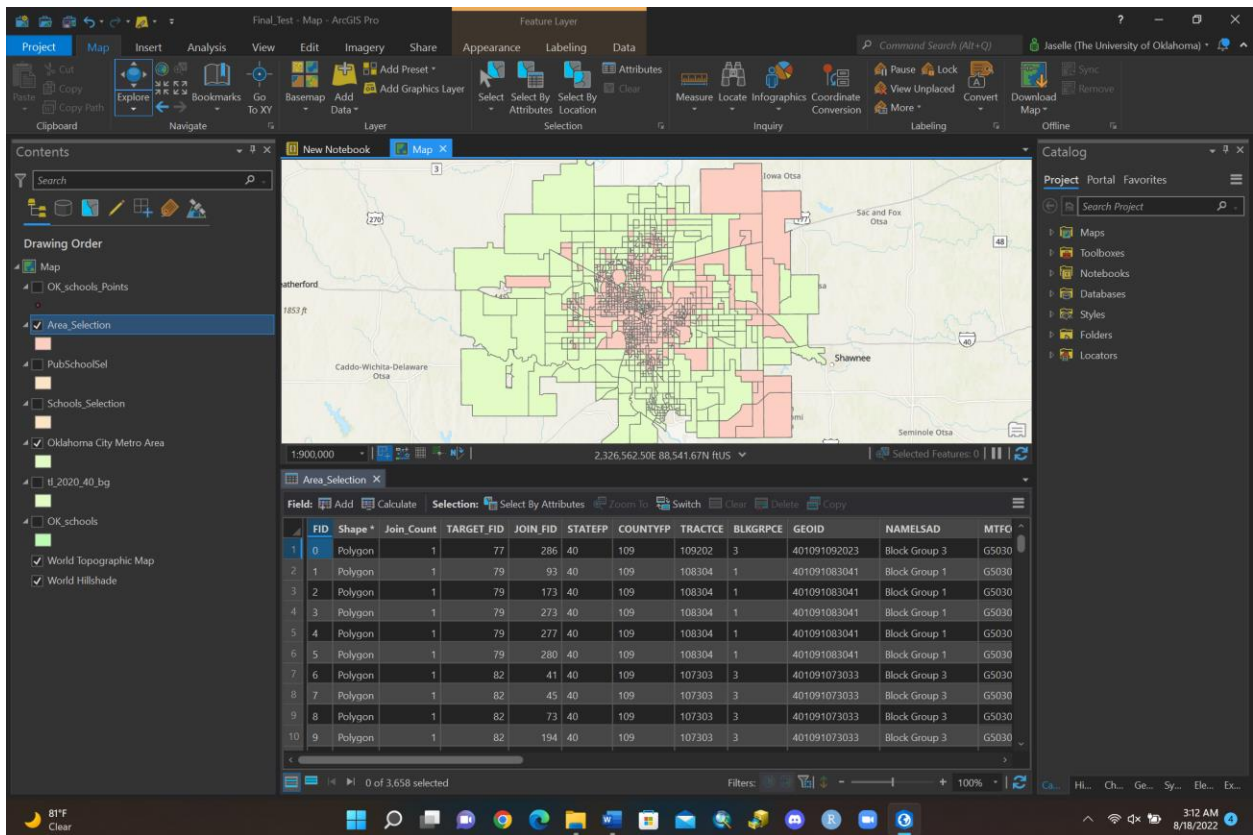 Final_Test - Map - ArcGIS Pro
Feature Layer
? — X
Project Map Insert Analysis View Edit Imagery Share Appearance Labeling Data
Command Search (Alt+Q)
Jaselle (The University of Oklahoma)
Paste
Cut
Copy
Copy Path
Clipboard
Explore
Bookmarks
Go To XY
Navigate
Basemap
Add Data
Add Preset
Add Graphics Layer
Layer
Select
Select By Attributes
Select By Location
Attributes
Clear
Selection
Measure
Locate
Infographics
Coordinate Conversion
Inquiry
Pause
Lock
View Unplaced
More
Convert
Labeling
Download Map
Sync
Remove
Offline
Contents
Search
Drawing Order
Map
OK_schools_Points
Area_Selection
PubSchoolSel
Schools_Selection
Oklahoma City Metro Area
tl_2020_40_bg
OK_schools
World Topographic Map
World Hillshade
New Notebook
Map
3
270
Iowa Otsa
177
Sac and Fox Otsa
48
eatherford
1853 ft
sa
40
Shawnee
Caddo-Wichita-Delaware Otsa
Seminole Otsa
1:900,000
2,326,562.50E 88,541.67N ftUS
Selected Features: 0
Area_Selection
Field: Add Calculate Selection: Select By Attributes Zoom To Switch Clear Delete Copy
FID Shape * Join_Count TARGET_FID JOIN_FID STATEFP COUNTYFP TRACTCE BLKGRPCE GEOID NAMELSAD MTFC
1 0 Polygon 1 77 286 40 109 109202 3 401091092023 Block Group 3 G5030
2 1 Polygon 1 79 93 40 109 108304 1 401091083041 Block Group 1 G5030
3 2 Polygon 1 79 173 40 109 108304 1 401091083041 Block Group 1 G5030
4 3 Polygon 1 79 273 40 109 108304 1 401091083041 Block Group 1 G5030
5 4 Polygon 1 79 277 40 109 108304 1 401091083041 Block Group 1 G5030
6 5 Polygon 1 79 280 40 109 108304 1 401091083041 Block Group 1 G5030
7 6 Polygon 1 82 41 40 109 107303 3 401091073033 Block Group 3 G5030
8 7 Polygon 1 82 45 40 109 107303 3 401091073033 Block Group 3 G5030
9 8 Polygon 1 82 73 40 109 107303 3 401091073033 Block Group 3 G5030
10 9 Polygon 1 82 194 40 109 107303 3 401091073033 Block Group 3 G5030
0 of 3,658 selected
Filters:
- + 100%
Catalog
Project Portal Favorites
Search Project
Maps
Toolboxes
Notebooks
Databases
Styles
Folders
Locators
Ca... Hi... Ch... Ge... Sy... Ele... Ex...
81°F
Clear
3:12 AM
8/18/2022
4